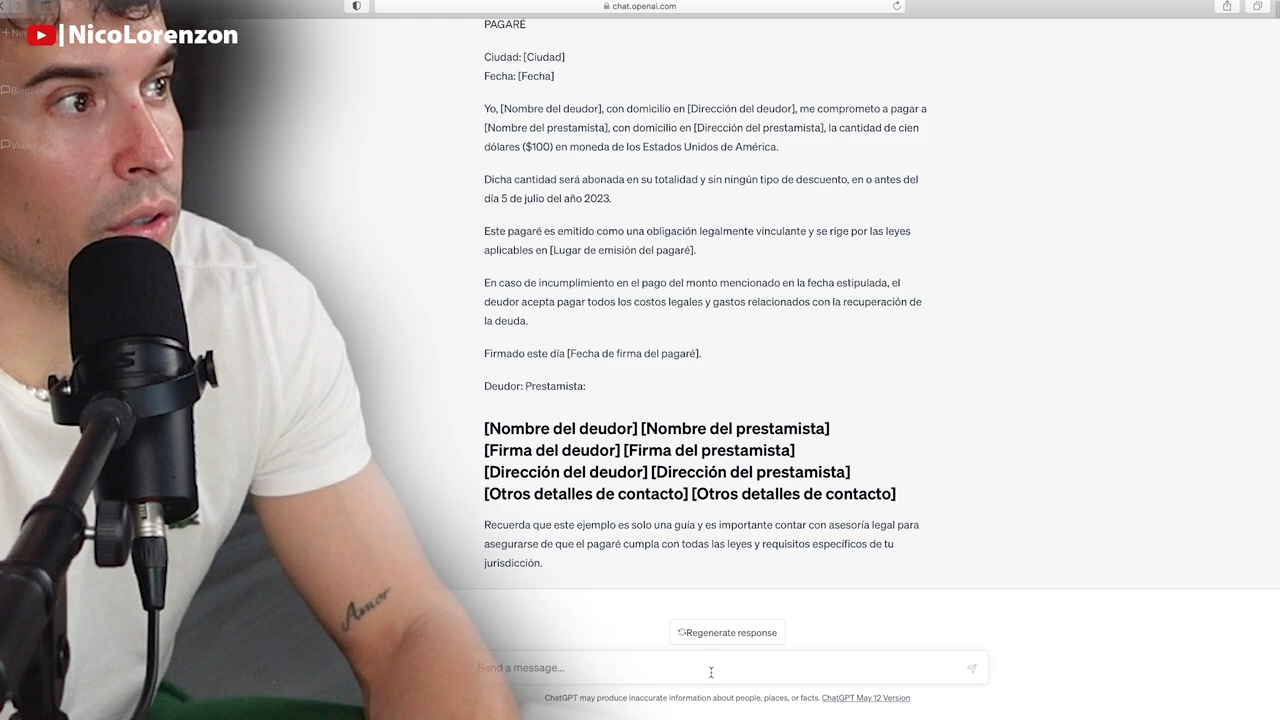 chat.openai.com
| NicoLorenzon
PAGARÉ
Ciudad: [Ciudad]
Fecha: [Fecha]
Yo, [Nombre del deudor], con domicilio en [Dirección del deudor], me comprometo a pagar a
[Nombre del prestamista], con domicilio en [Dirección del prestamista], la cantidad de cien
dólares ($100) en moneda de los Estados Unidos de América.
Dicha cantidad será abonada en su totalidad y sin ningún tipo de descuento, en o antes del
día 5 de julio del año 2023.
Este pagaré es emitido como una obligación legalmente vinculante y se rige por las leyes
aplicables en [Lugar de emisión del pagaré].
En caso de incumplimiento en el pago del monto mencionado en la fecha estipulada, el
deudor acepta pagar todos los costos legales y gastos relacionados con la recuperación de
la deuda.
Firmado este día [Fecha de firma del pagaré].
Deudor: Prestamista:
[Nombre del deudor] [Nombre del prestamista]
[Firma del deudor] [Firma del prestamista]
[Dirección del deudor] [Dirección del prestamista]
[Otros detalles de contacto] [Otros detalles de contacto]
Recuerda que este ejemplo es solo una guía y es importante contar con asesoría legal para
asegurarse de que el pagaré cumpla con todas las leyes y requisitos específicos de tu
jurisdicción.
Amor
Regenerate response
Send a message...
ChatGPT may produce inaccurate information about people, places, or facts. ChatGPT May 12 Version